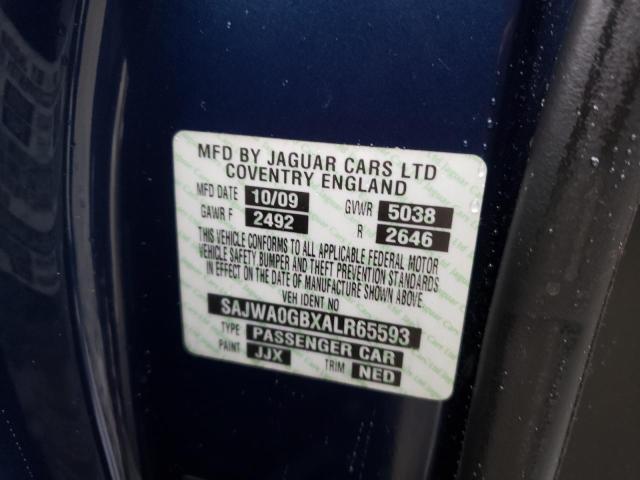 MFD BY JAGUAR CARS LTD
COVENTRY ENGLAND
MFD DATE 10/09 GVWR 5038
GAWR F 2492 R 2646
THIS VEHICLE CONFORMS TO ALL APPLICABLE FEDERAL MOTOR
VEHICLE SAFETY, BUMPER AND THEFT PREVENTION STANDARDS
IN EFFECT ON THE DATE OF MANUFACTURE SHOWN ABOVE.
VEH IDENT NO
SAJWA0GBXALR65593
TYPE PASSENGER CAR
PAINT JJX TRIM NED